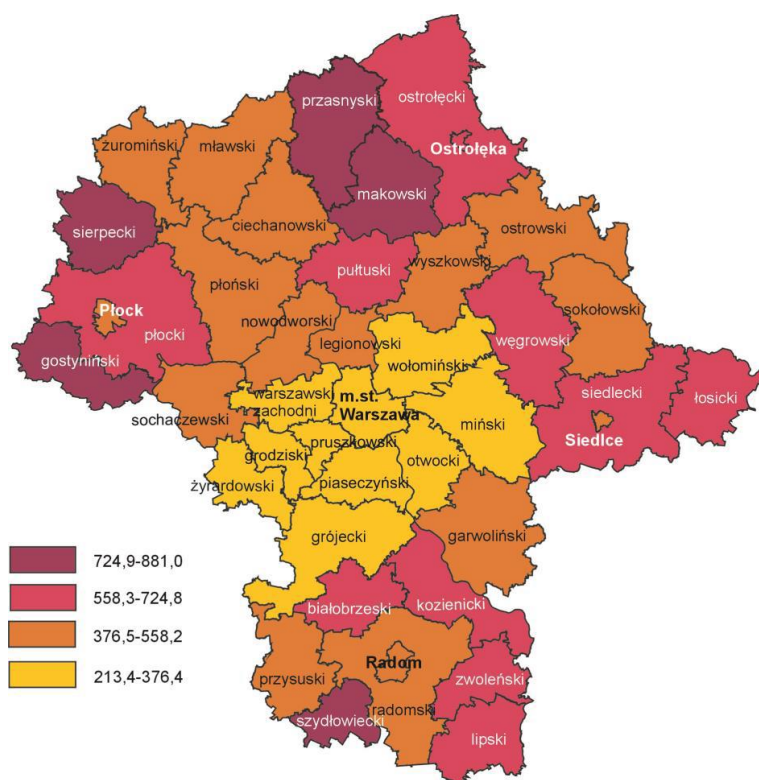 ostrołęcki
przasnyski
Ostrołęka
żuromiński
mławski
makowski
ciechanowski
sierpecki
ostrowski
wyszkowski
pułtuski
płoński
sokołowski
Płock
nowodworski
płocki
węgrowski
legionowski
gostyniński
wołomiński
siedlecki
łosicki
warszawski
zachodni
m.st.
Warszawa
sochaczewski
miński
Siedlce
pruszkowski
grodziski
otwocki
piaseczyński
żyrardowski
grójecki
garwoliński
724,9-881,0
558,3-724,8
białobrzeski
kozienicki
376,5-558,2
Radom
213,4-376,4
przysuski
zwoleński
radomski
szydłowiecki
lipski